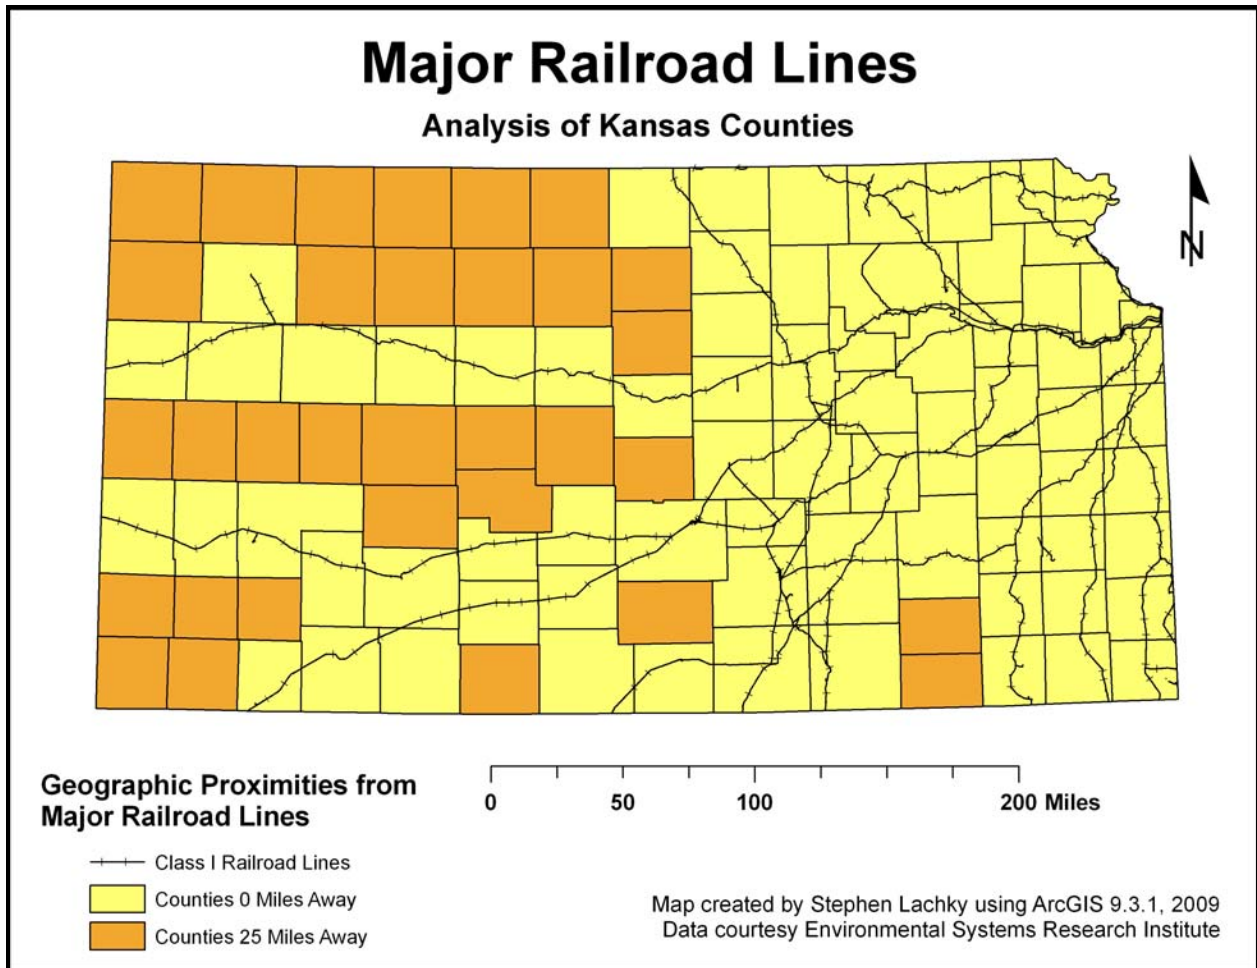 Major Railroad Lines
Analysis of Kansas Counties
N
Geographic Proximities from
Major Railroad Lines
0 50 100 200 Miles
Class I Railroad Lines
Counties 0 Miles Away
Counties 25 Miles Away
Map created by Stephen Lachky using ArcGIS 9.3.1, 2009
Data courtesy Environmental Systems Research Institute